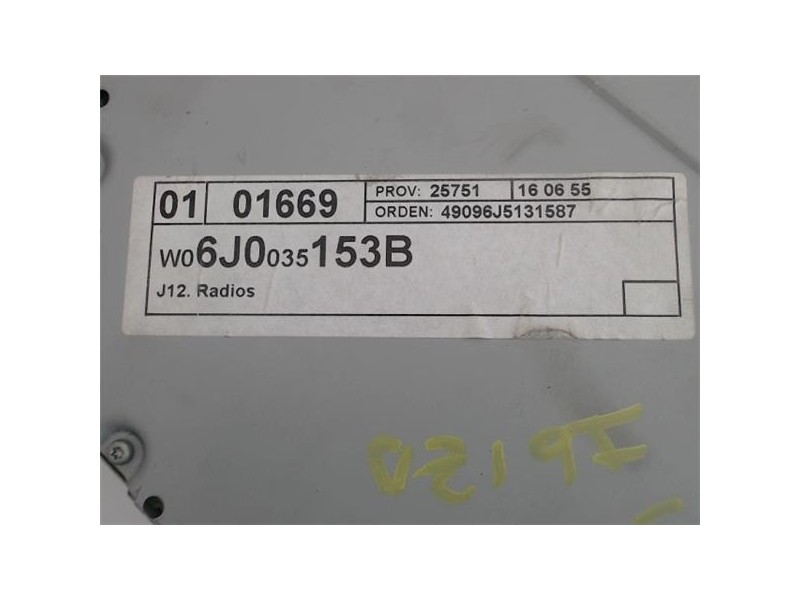 01 01669 PROV: 25751 16 06 55
ORDEN: 49096J5131587
W06J0035153B
J12. Radios